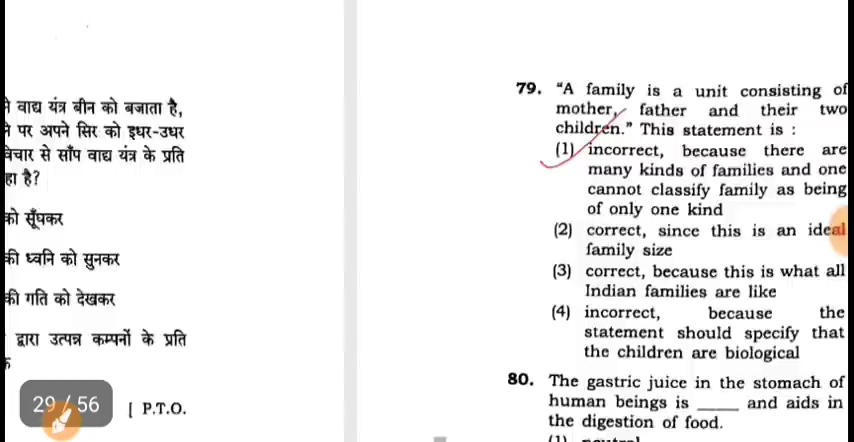 ने वाद्य यंत्र बीन को बजाता है,
ने पर अपने सिर को इधर-उधर
विचार से साँप वाद्य यंत्र के प्रति
हा है?
को सूँघकर
की ध्वनि को सुनकर
की गति को देखकर
द्वारा उत्पन्न कम्पनों के प्रति
29 / 56
[ P.T.O.
79. “A family is a unit consisting of
mother, father and their two
children.” This statement is :
(1) incorrect, because there are
many kinds of families and one
cannot classify family as being
of only one kind
(2) correct, since this is an ideal
family size
(3) correct, because this is what all
Indian families are like
(4) incorrect, because the
statement should specify that
the children are biological
80. The gastric juice in the stomach of
human beings is _____ and aids in
the digestion of food.
(1) neutral